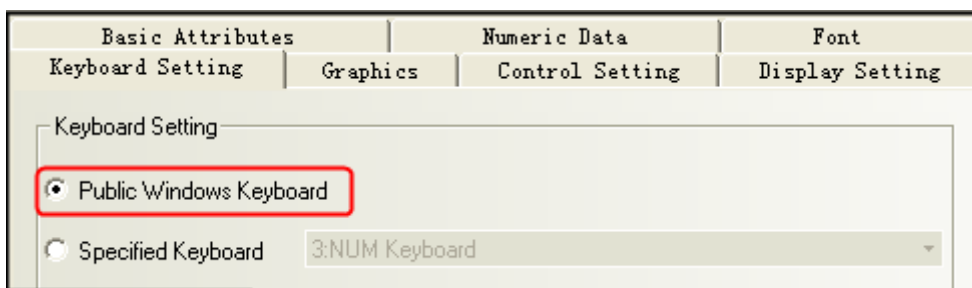 Basic Attributes Numeric Data Font
Keyboard Setting Graphics Control Setting Display Setting
Keyboard Setting
Public Windows Keyboard
Specified Keyboard 3:NUM Keyboard